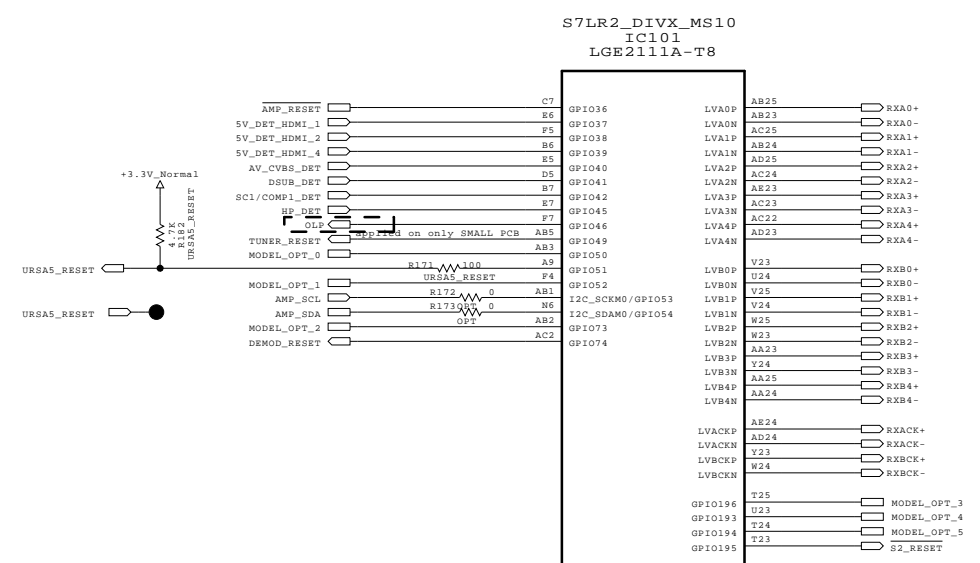 S7LR2_DIVX_MS10
IC101
LGE2111A-T8
AMP_RESET C7 GPIO36
5V_DET_HDMI_1 E6 GPIO37
5V_DET_HDMI_2 F5 GPIO38
5V_DET_HDMI_4 B6 GPIO39
AV_CVBS_DET E5 GPIO40
DSUB_DET D5 GPIO41
SC1/COMP1_DET B7 GPIO42
HP_DET E7 GPIO45
OLP F7 GPIO46
applied on only SMALL PCB
TUNER_RESET AB5 GPIO49
MODEL_OPT_0 AB3 GPIO50
+3.3V_Normal
4.7K
R182
URSA5_RESET
URSA5_RESET R171 100 A9 GPIO51
URSA5_RESET
MODEL_OPT_1 F4 GPIO52
AMP_SCL R172 0 AB1 I2C_SCKM0/GPIO53
OPT
AMP_SDA R173 0 N6 I2C_SDAM0/GPIO54
OPT
URSA5_RESET
MODEL_OPT_2 AB2 GPIO73
DEMOD_RESET AC2 GPIO74
LVA0P AB25 RXA0+
LVA0N AB23 RXA0-
LVA1P AC25 RXA1+
LVA1N AB24 RXA1-
LVA2P AD25 RXA2+
LVA2N AC24 RXA2-
LVA3P AE23 RXA3+
LVA3N AC23 RXA3-
LVA4P AC22 RXA4+
LVA4N AD23 RXA4-
LVB0P V23 RXB0+
LVB0N U24 RXB0-
LVB1P V25 RXB1+
LVB1N V24 RXB1-
LVB2P W25 RXB2+
LVB2N W23 RXB2-
LVB3P AA23 RXB3+
LVB3N Y24 RXB3-
LVB4P AA25 RXB4+
LVB4N AA24 RXB4-
LVACKP AE24 RXACK+
LVACKN AD24 RXACK-
LVBCKP Y23 RXBCK+
LVBCKN W24 RXBCK-
GPIO196 T25 MODEL_OPT_3
GPIO193 U23 MODEL_OPT_4
GPIO194 T24 MODEL_OPT_5
GPIO195 T23 S2_RESET